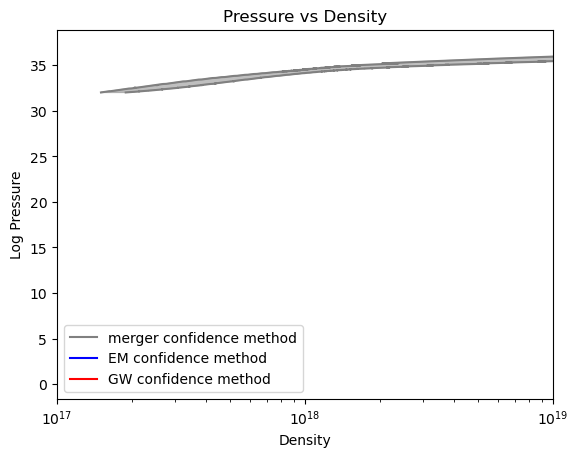 Pressure vs Density
Log Pressure
35
30
25
20
15
10
5
0
merger confidence method
EM confidence method
GW confidence method
10^17
10^18
10^19
Density